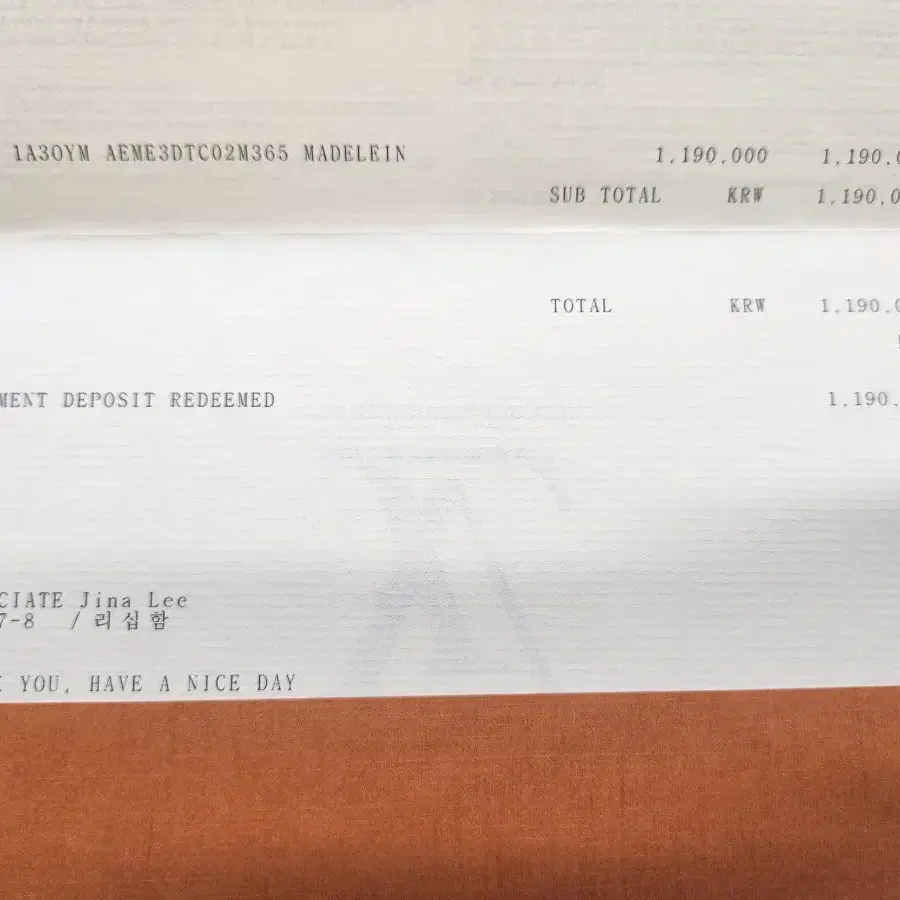 1A3OYM AEME3DTC02M365 MADELEIN 1.190.000 1.190.0
SUB TOTAL KRW 1.190.0
TOTAL KRW 1.190.0
MENT DEPOSIT REDEEMED 1.190.
CIATE Jina Lee
7-8 / 리십함
YOU, HAVE A NICE DAY